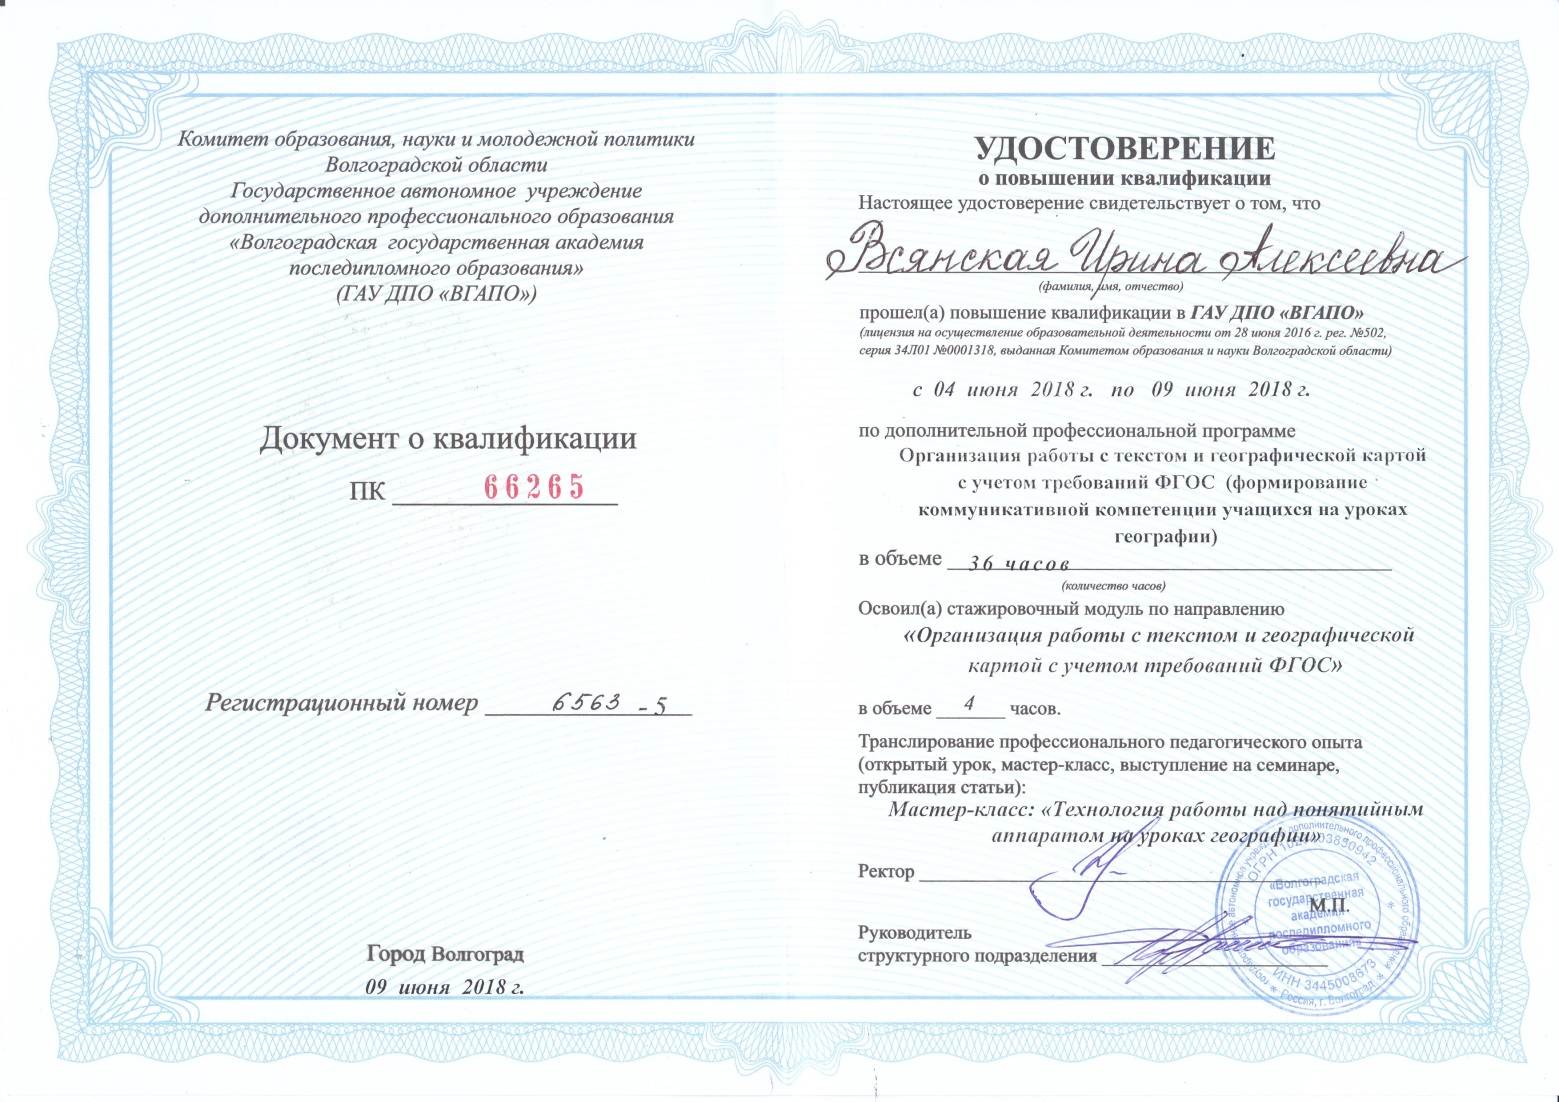 Комитет образования, науки и молодежной политики
Волгоградской области
Государственное автономное учреждение
дополнительного профессионального образования
«Волгоградская государственная академия
последипломного образования»
(ГАУ ДПО «ВГАПО»)
Документ о квалификации
ПК 66265
Регистрационный номер 6563 - 5
Город Волгоград
09 июня 2018 г.
УДОСТОВЕРЕНИЕ
о повышении квалификации
Настоящее удостоверение свидетельствует о том, что
Всянская Ирина Алексеевна
(фамилия, имя, отчество)
прошел(а) повышение квалификации в ГАУ ДПО «ВГАПО»
(лицензия на осуществление образовательной деятельности от 28 июня 2016 г. рег. №502,
серия 34Л01 №0001318, выданная Комитетом образования и науки Волгоградской области)
с 04 июня 2018 г. по 09 июня 2018 г.
по дополнительной профессиональной программе
Организация работы с текстом и географической картой
с учетом требований ФГОС (формирование
коммуникативной компетенции учащихся на уроках
географии)
в объеме 36 часов
(количество часов)
Освоил(а) стажировочный модуль по направлению
«Организация работы с текстом и географической
картой с учетом требований ФГОС»
в объеме 4 часов.
Транслирование профессионального педагогического опыта
(открытый урок, мастер-класс, выступление на семинаре,
публикация статьи):
Мастер-класс: «Технология работы над понятийным
аппаратом на уроках географии»
Ректор
М.П.
Руководитель
структурного подразделения
«Волгоградская
государственная
академия
последипломного
образования»
ИНН 3445008673
Россия, г. Волгоград